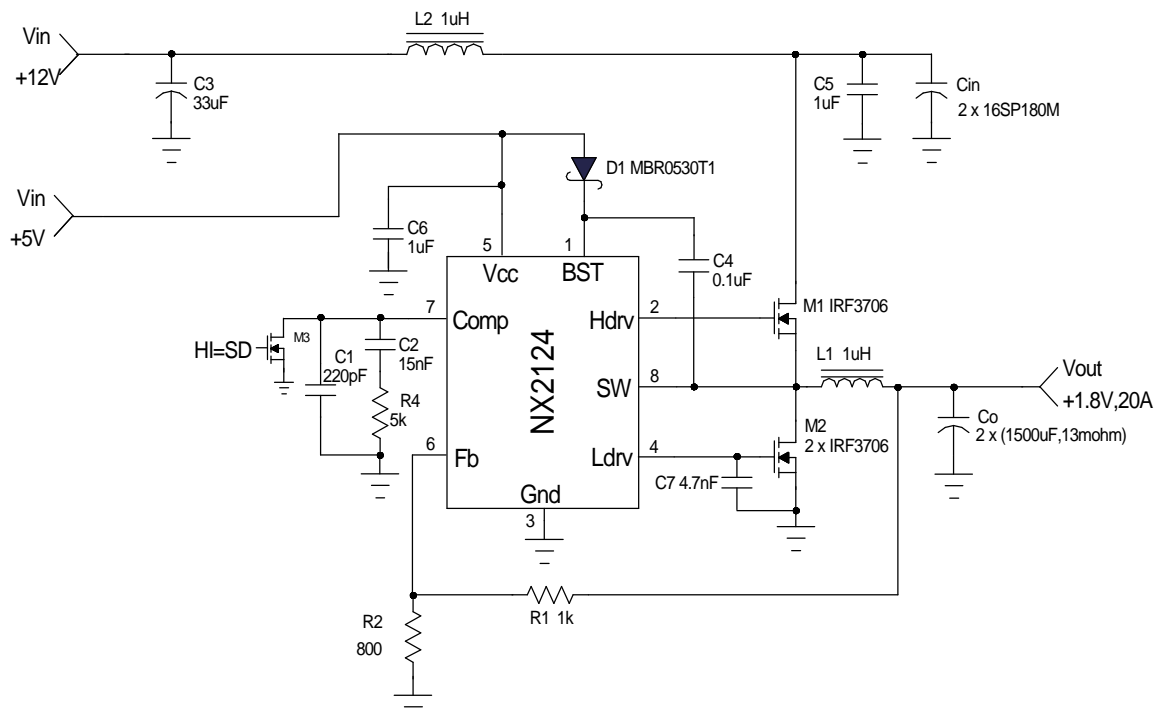 L2 1uH
Vin
+12V
C3
33uF
C5
1uF
Cin
2 x 16SP180M
D1 MBR0530T1
Vin
+5V
C6
1uF
5
1
Vcc
BST
C4
0.1uF
7
Comp
2
Hdrv
M1 IRF3706
HI=SD
M3
C1
220pF
C2
15nF
R4
5k
NX2124
SW
8
L1 1uH
Vout
+1.8V,20A
Co
2 x (1500uF,13mohm)
6
Fb
Ldrv
4
M2
2 x IRF3706
C7 4.7nF
Gnd
3
R1 1k
R2
800